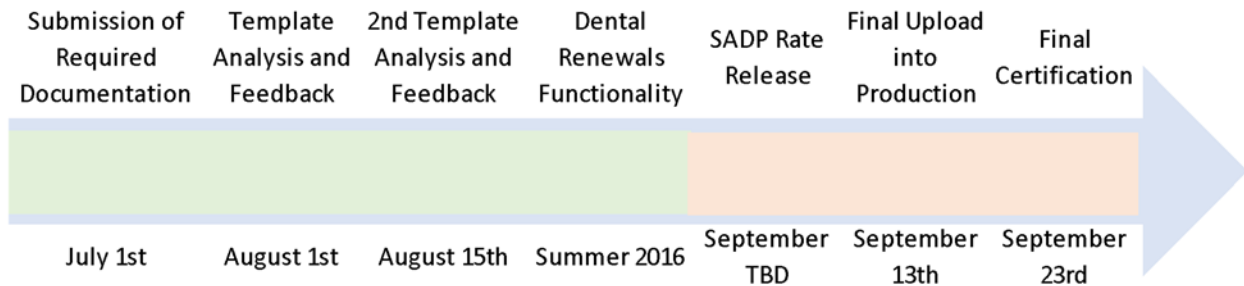 Submission of
Required
Documentation
Template
Analysis and
Feedback
2nd Template
Analysis and
Feedback
Dental
Renewals
Functionality
SADP Rate
Release
Final Upload
into
Production
Final
Certification
July 1st
August 1st
August 15th
Summer 2016
September
TBD
September
13th
September
23rd